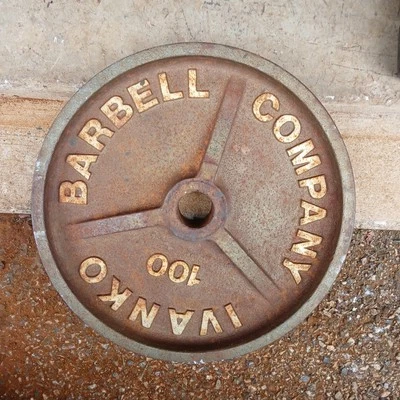 IVANKO
BARBELL
COMPANY
100